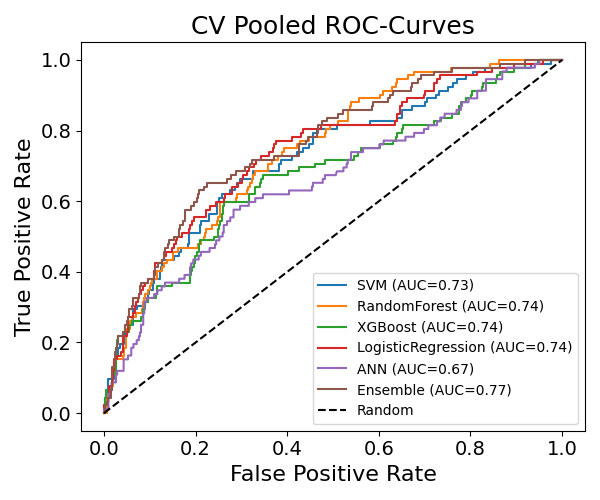 CV Pooled ROC-Curves
True Positive Rate
1.0
0.8
0.6
0.4
0.2
0.0
SVM (AUC=0.73)
RandomForest (AUC=0.74)
XGBoost (AUC=0.74)
LogisticRegression (AUC=0.74)
ANN (AUC=0.67)
Ensemble (AUC=0.77)
Random
0.0 0.2 0.4 0.6 0.8 1.0
False Positive Rate